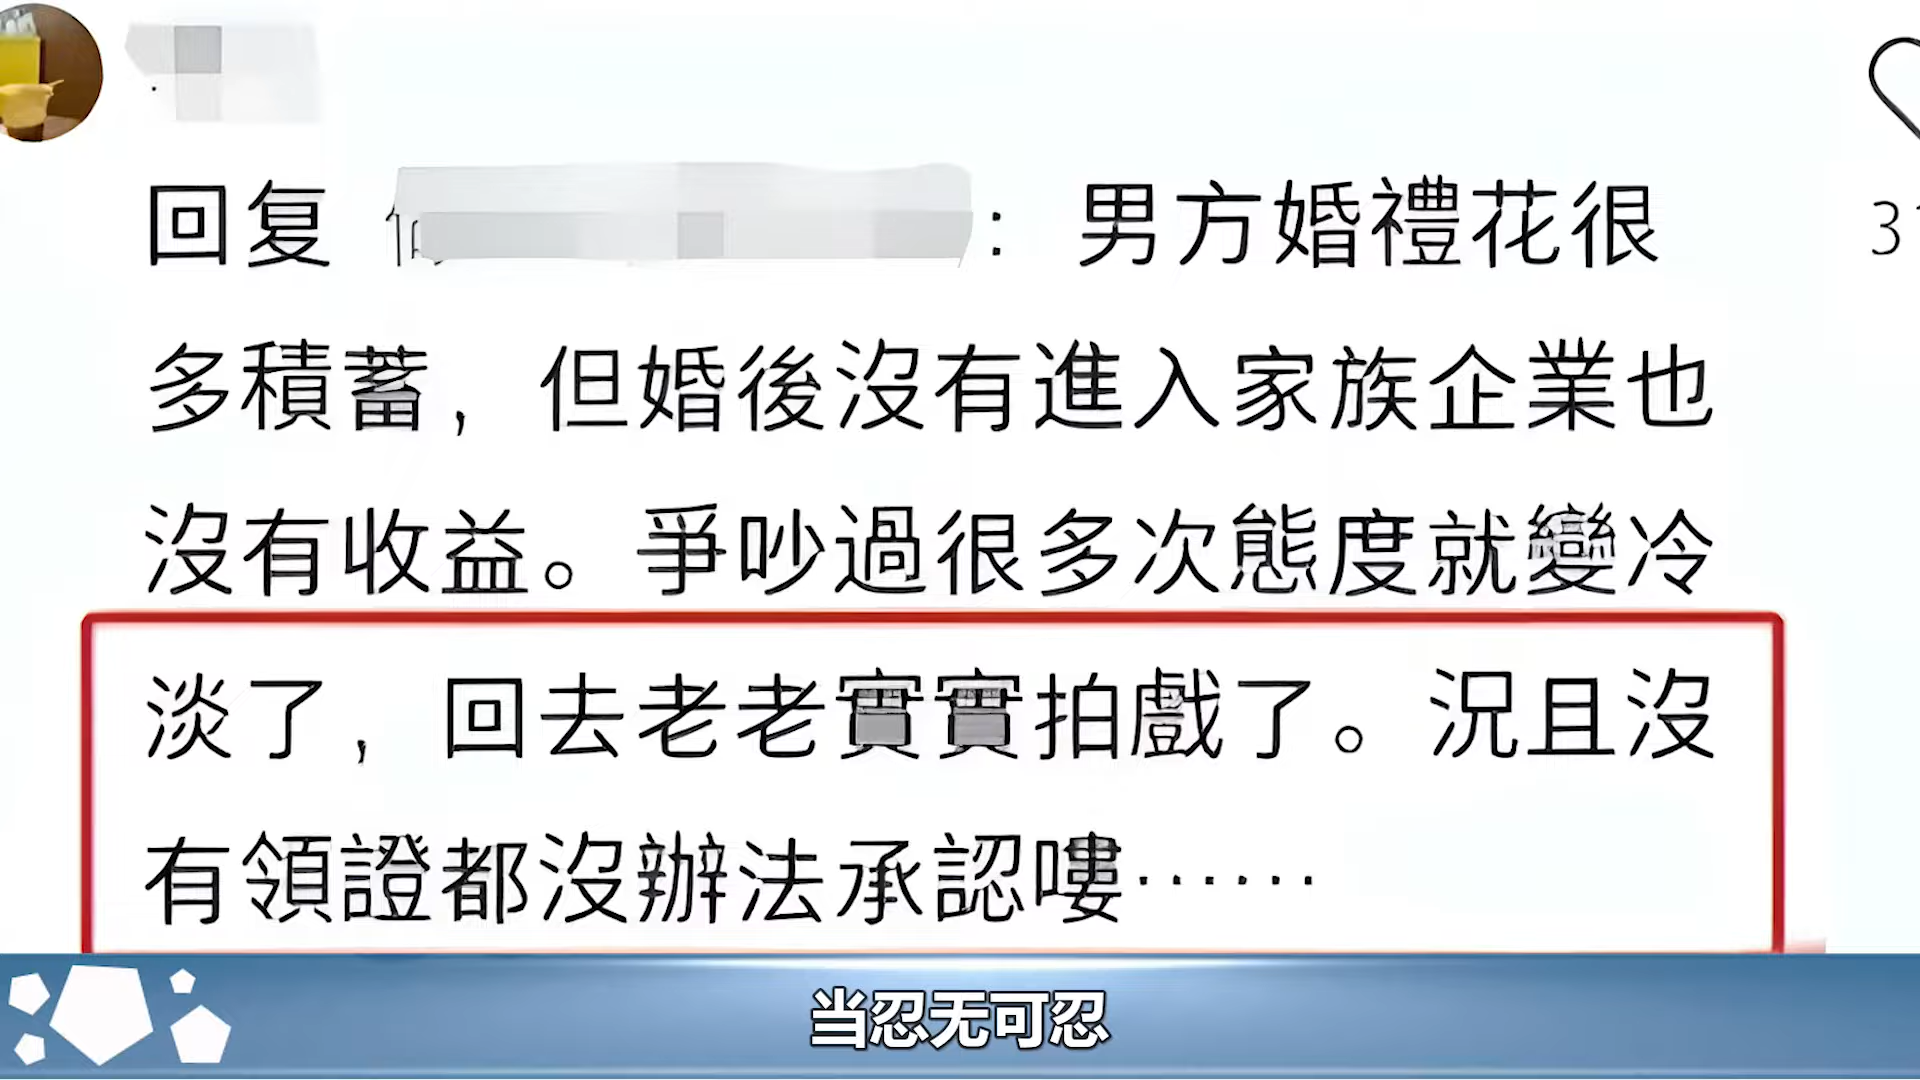 回复 : 男方婚禮花很
多積蓄，但婚後沒有進入家族企業也
沒有收益。爭吵過很多次態度就變冷
淡了，回去老老實實拍戲了。況且沒
有領證都沒辦法承認嘍……
当忍无可忍